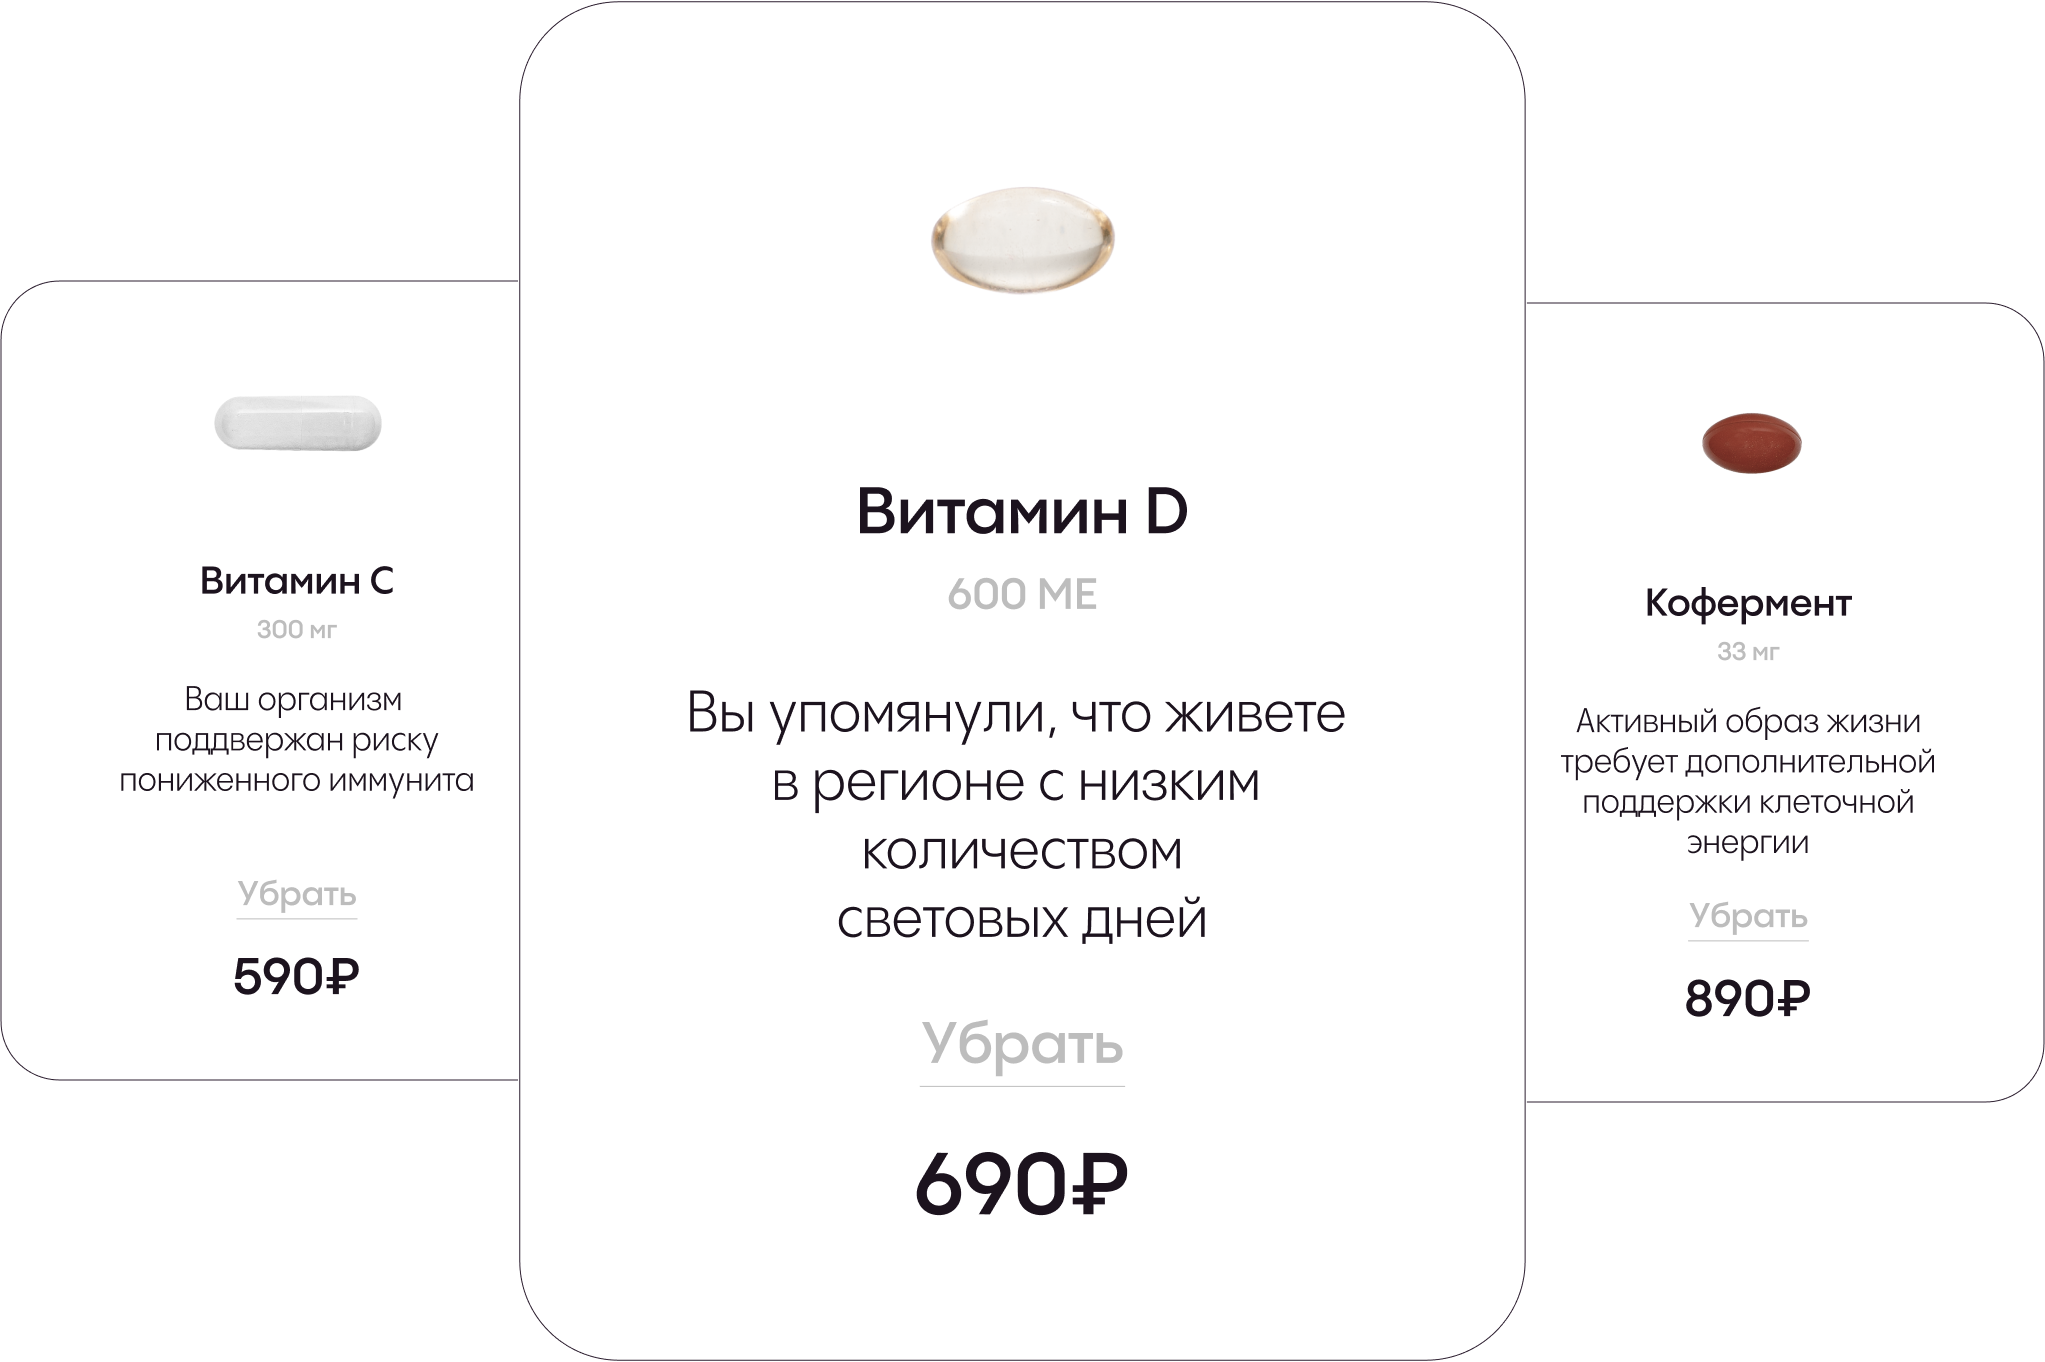 Витамин C
300 мг
Ваш организм
поддвержан риску
пониженного иммунита
Убрать
590₽
Витамин D
600 МЕ
Вы упомянули, что живете
в регионе с низким
количеством
световых дней
Убрать
690₽
Кофермент
33 мг
Активный образ жизни
требует дополнительной
поддержки клеточной
энергии
Убрать
890₽